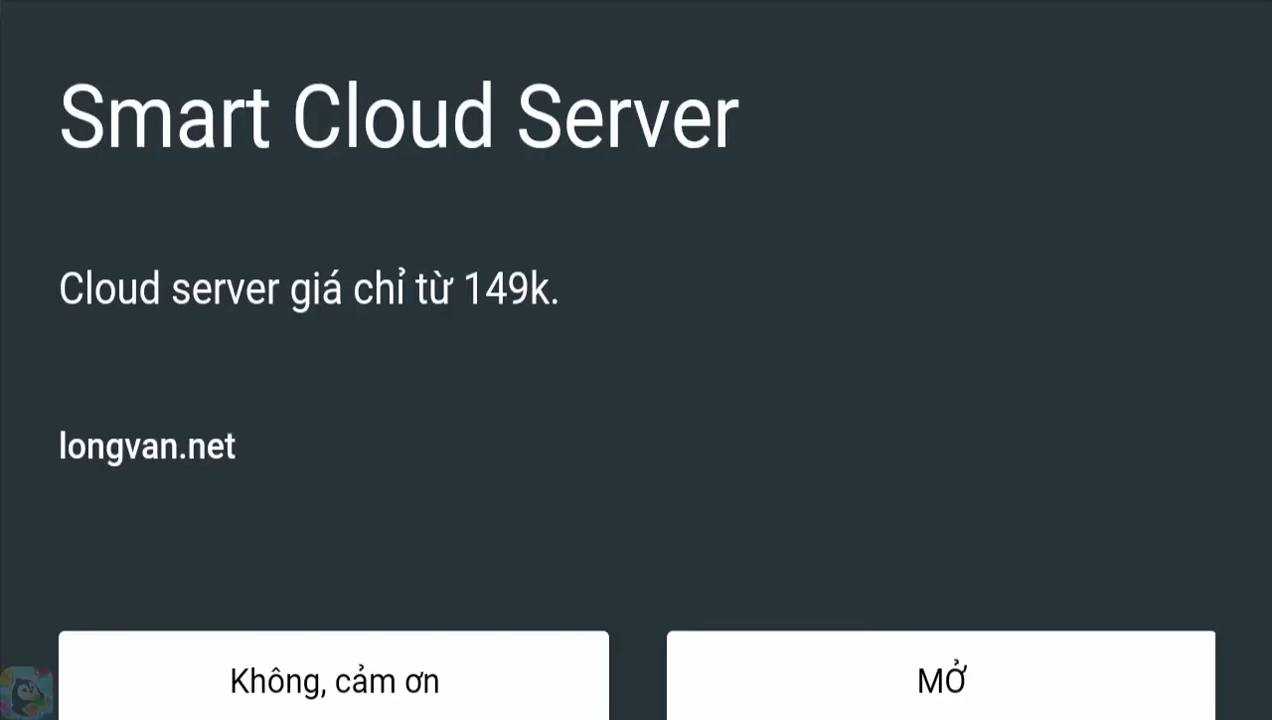 Smart Cloud Server
Cloud server giá chỉ từ 149k.
longvan.net
Không, cảm ơn
MỞ